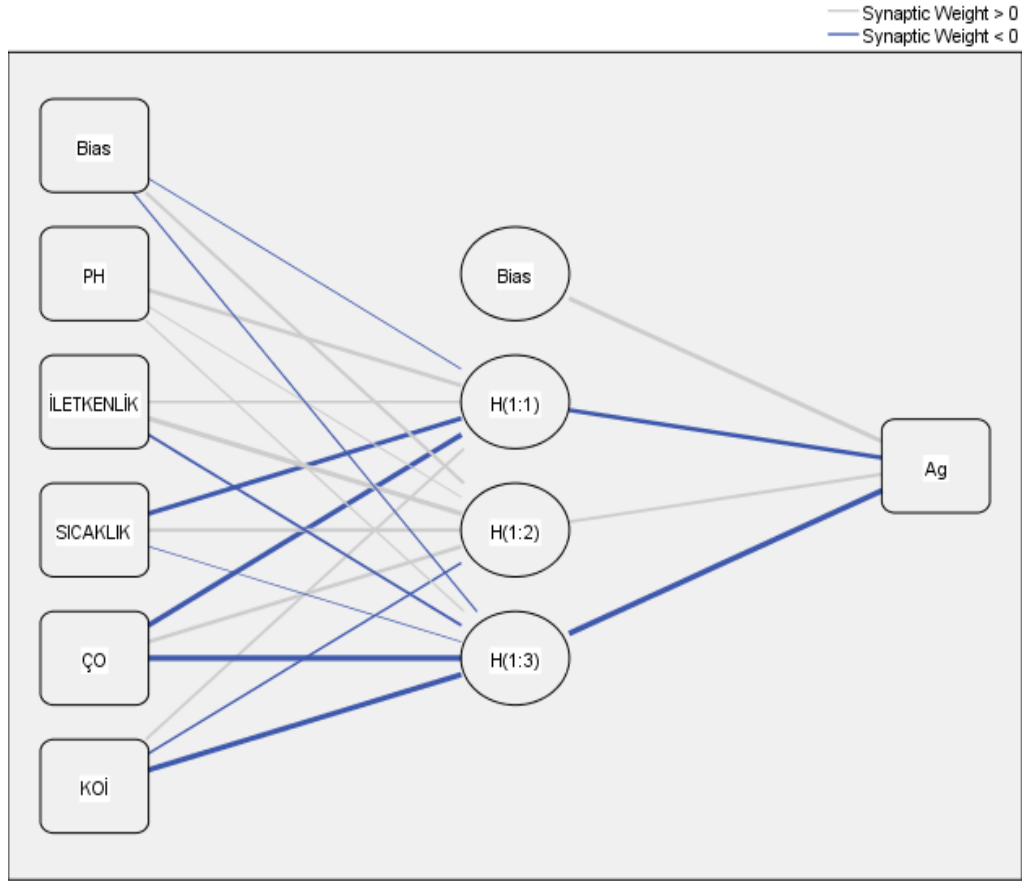 Synaptic Weight > 0
Synaptic Weight < 0
Bias
PH
İLETKENLİK
SICAKLIK
ÇO
KOİ
Bias
H(1:1)
H(1:2)
H(1:3)
Ag